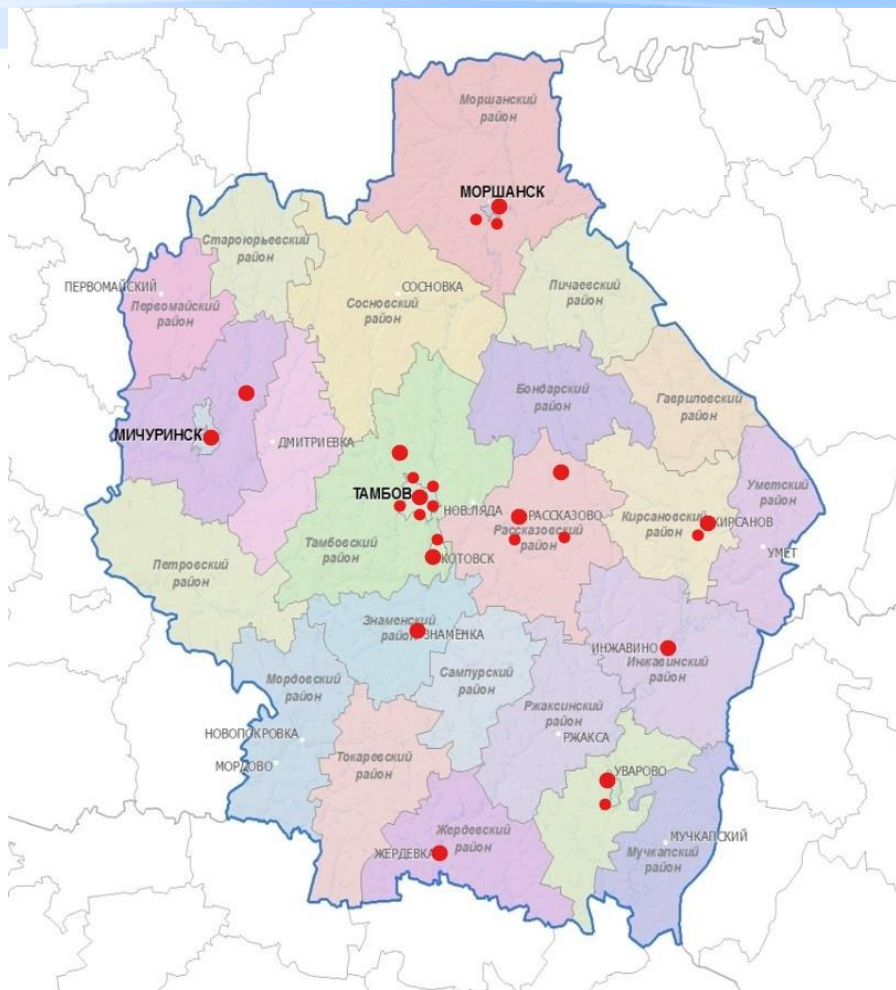 Моршанский
район
МОРШАНСК
Староюрьевский
район
ПЕРВОМАЙСКИЙ
Первомайский
район
СОСНОВКА
Сосновский
район
Пичаевский
район
Бондарский
район
Гавриловский
район
МИЧУРИНСК
ДМИТРИЕВКА
ТАМБОВ
НОВ.ЛЯДА
РАССКАЗОВО
Рассказовский
район
Кирсановский
район
КИРСАНОВ
Уметский
район
УМЕТ
Тамбовский
район
КОТОВСК
Петровский
район
Знаменский
район
ЗНАМЕНКА
ИНЖАВИНО
Инжавинский
район
Сампурский
район
Мордовский
район
Ржаксинский
район
РЖАКСА
НОВОПОКРОВКА
МОРДОВО
Токаревский
район
УВАРОВО
Жердевский
район
ЖЕРДЕВКА
МУЧКАПСКИЙ
Мучкапский
район